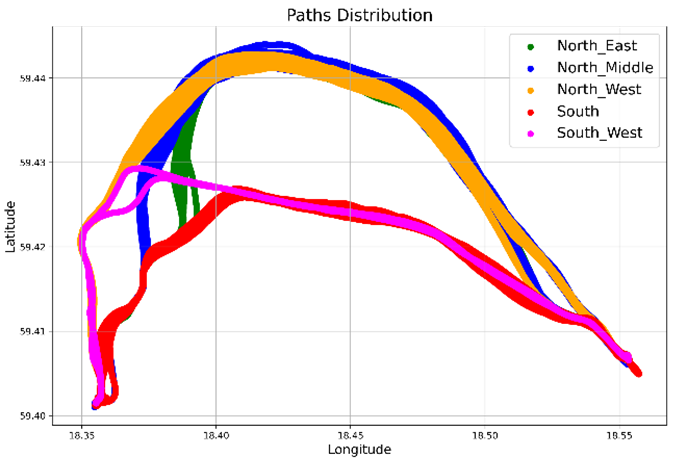 Paths Distribution
North_East
North_Middle
North_West
South
South_West
59.44
59.43
59.42
59.41
59.40
Latitude
18.35 18.40 18.45 18.50 18.55
Longitude